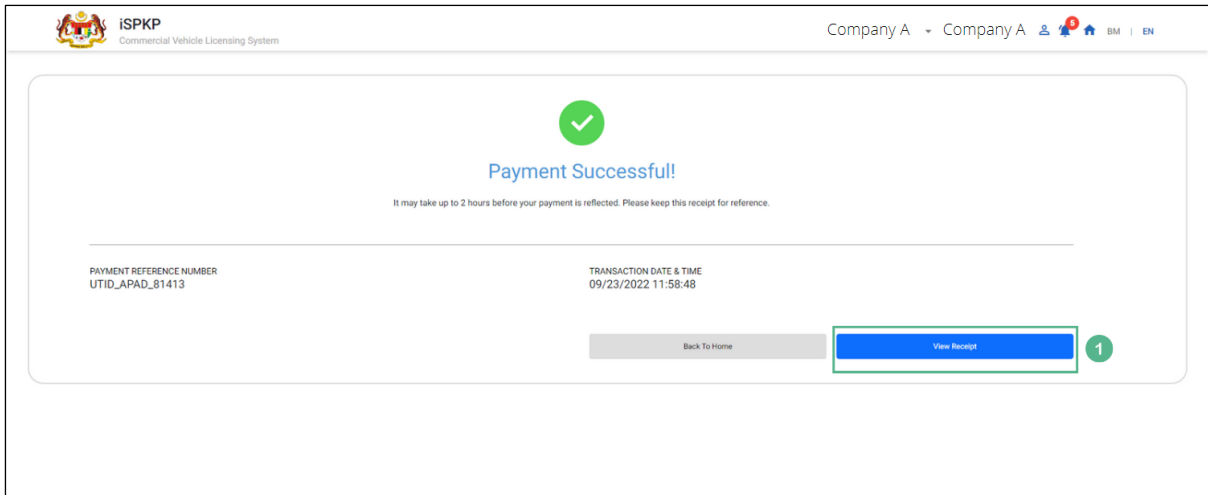 iSPKP
Commercial Vehicle Licensing System
Company A Company A 5 BM | EN
Payment Successful!
It may take up to 2 hours before your payment is reflected. Please keep this receipt for reference.
PAYMENT REFERENCE NUMBER
UTID_APAD_81413
TRANSACTION DATE & TIME
09/23/2022 11:58:48
Back To Home
View Receipt
1